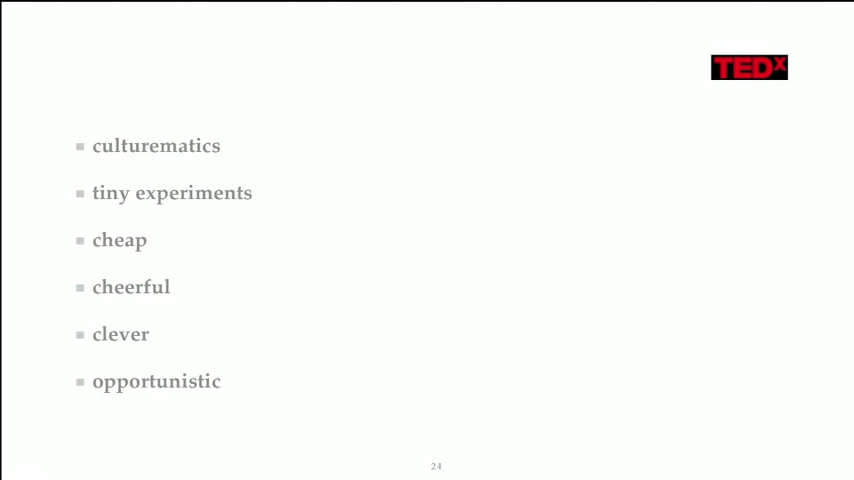 TEDx
culturematics
tiny experiments
cheap
cheerful
clever
opportunistic
24